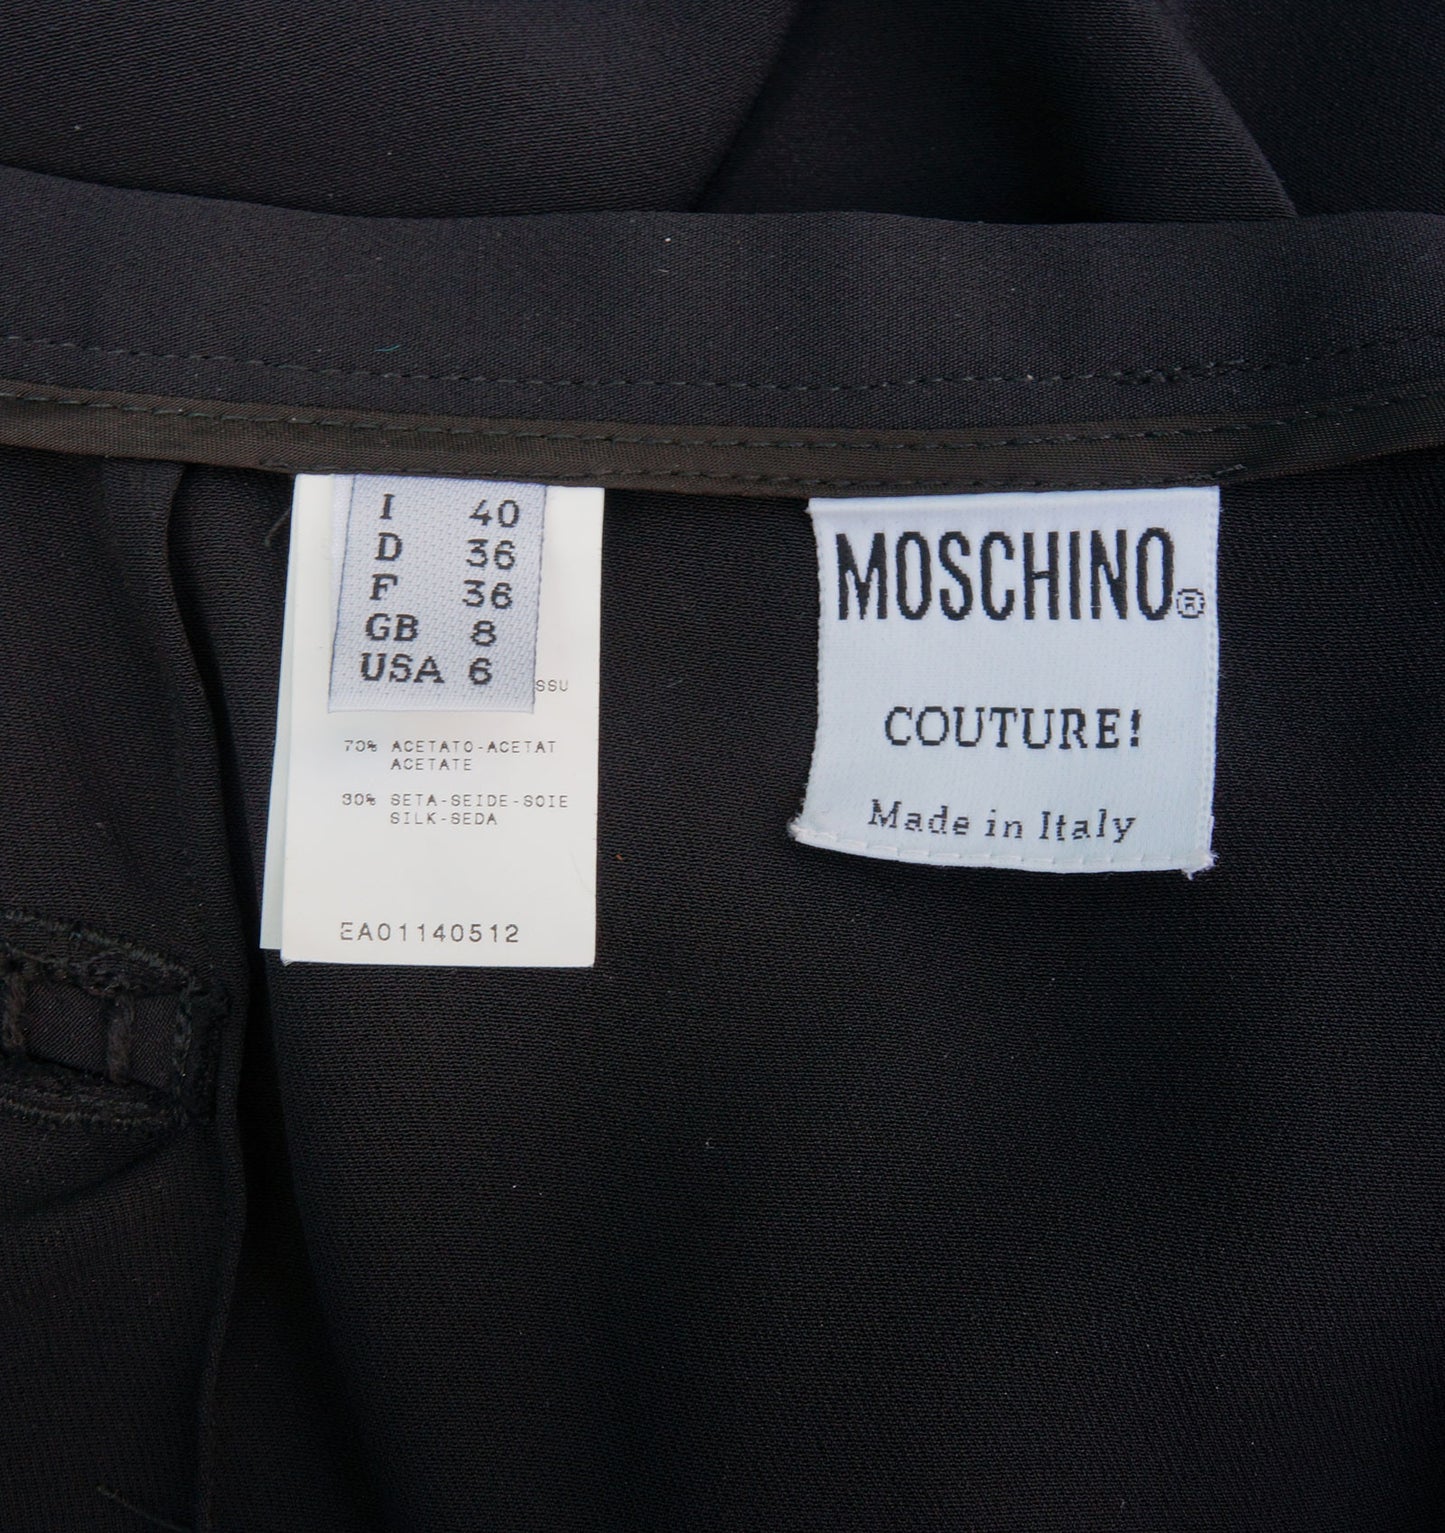 I 40
D 36
F 36
GB 8
USA 6
SSU
70% ACETATO-ACETAT
ACETATE
30% SETA-SEIDE-SOIE
SILK-SEDA
EA01140512
MOSCHINO®
COUTURE!
Made in Italy